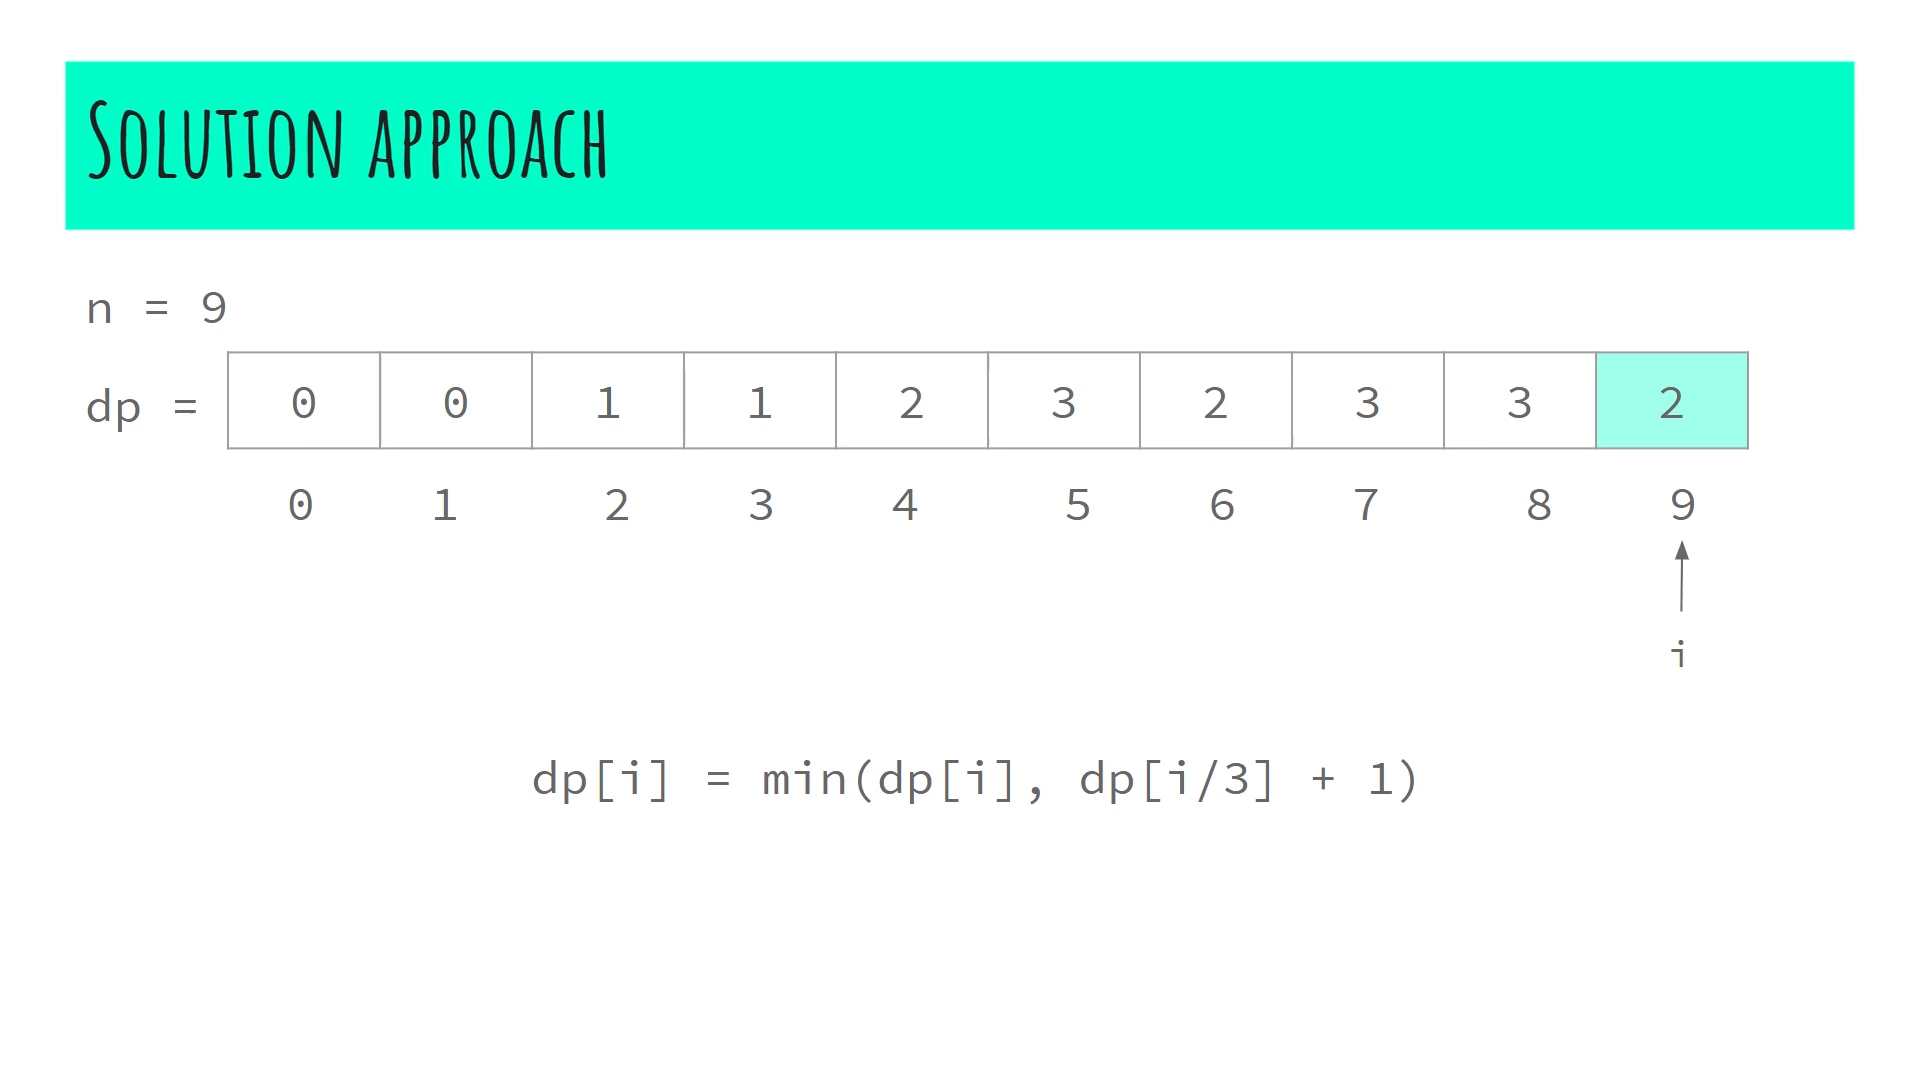 Solution approach
n = 9
dp = 0 0 1 1 2 3 2 3 3 2
0 1 2 3 4 5 6 7 8 9
i
dp[i] = min(dp[i], dp[i/3] + 1)